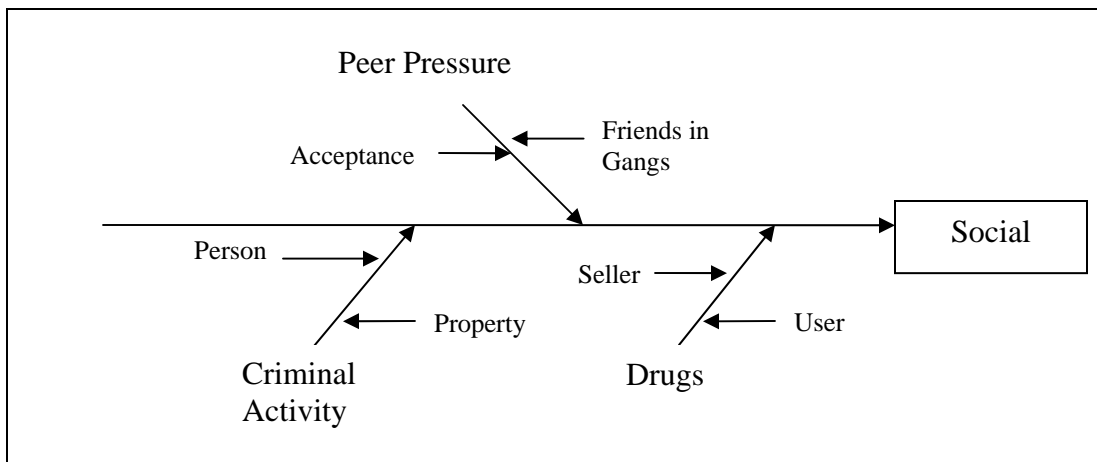 Peer Pressure
Friends in
Gangs
Acceptance
Social
Person
Seller
Property
User
Criminal
Activity
Drugs